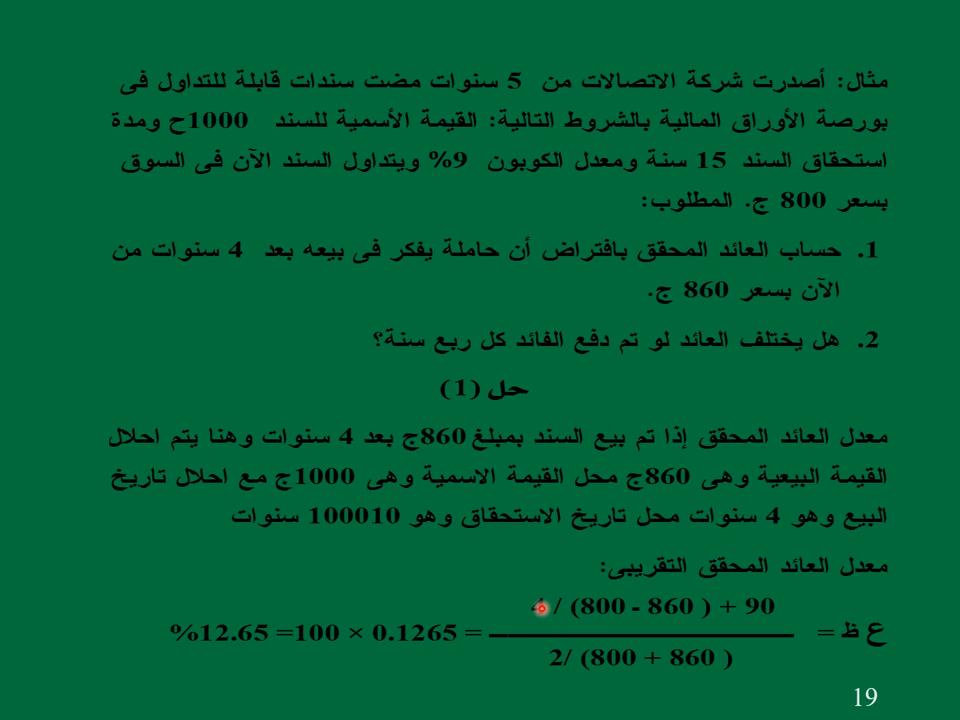 مثال: أصدرت شركة الاتصالات من 5 سنوات مضت سندات قابلة للتداول فى
بورصة الأوراق المالية بالشروط التالية: القيمة الأسمية للسند 1000ح ومدة
استحقاق السند 15 سنة ومعدل الكوبون 9% ويتداول السند الآن فى السوق
بسعر 800 ج. المطلوب:
1. حساب العائد المحقق بافتراض أن حاملة يفكر فى بيعه بعد 4 سنوات من
الآن بسعر 860 ج.
2. هل يختلف العائد لو تم دفع الفائد كل ربع سنة؟
حل (1)
معدل العائد المحقق إذا تم بيع السند بمبلغ 860ج بعد 4 سنوات وهنا يتم احلال
القيمة البيعية وهى 860ج محل القيمة الاسمية وهى 1000ج مع احلال تاريخ
البيع وهو 4 سنوات محل تاريخ الاستحقاق وهو 100010 سنوات
معدل العائد المحقق التقريبى:
90 + ( 860 - 800) / 4
ع ظ = ـــــــــــــــــــــــــ = 0.1265 × 100= 12.65%
( 860 + 800) /2
19